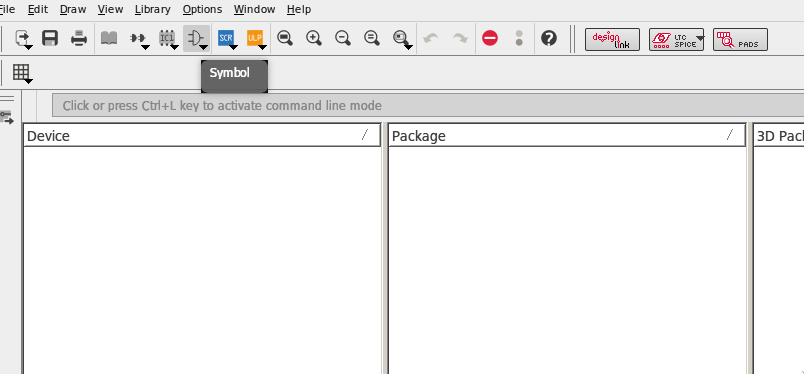 File Edit Draw View Library Options Window Help
IC1 SCR ULP design link LTC SPICE PADS
Symbol
Click or press Ctrl+L key to activate command line mode
Device Package 3D Pac